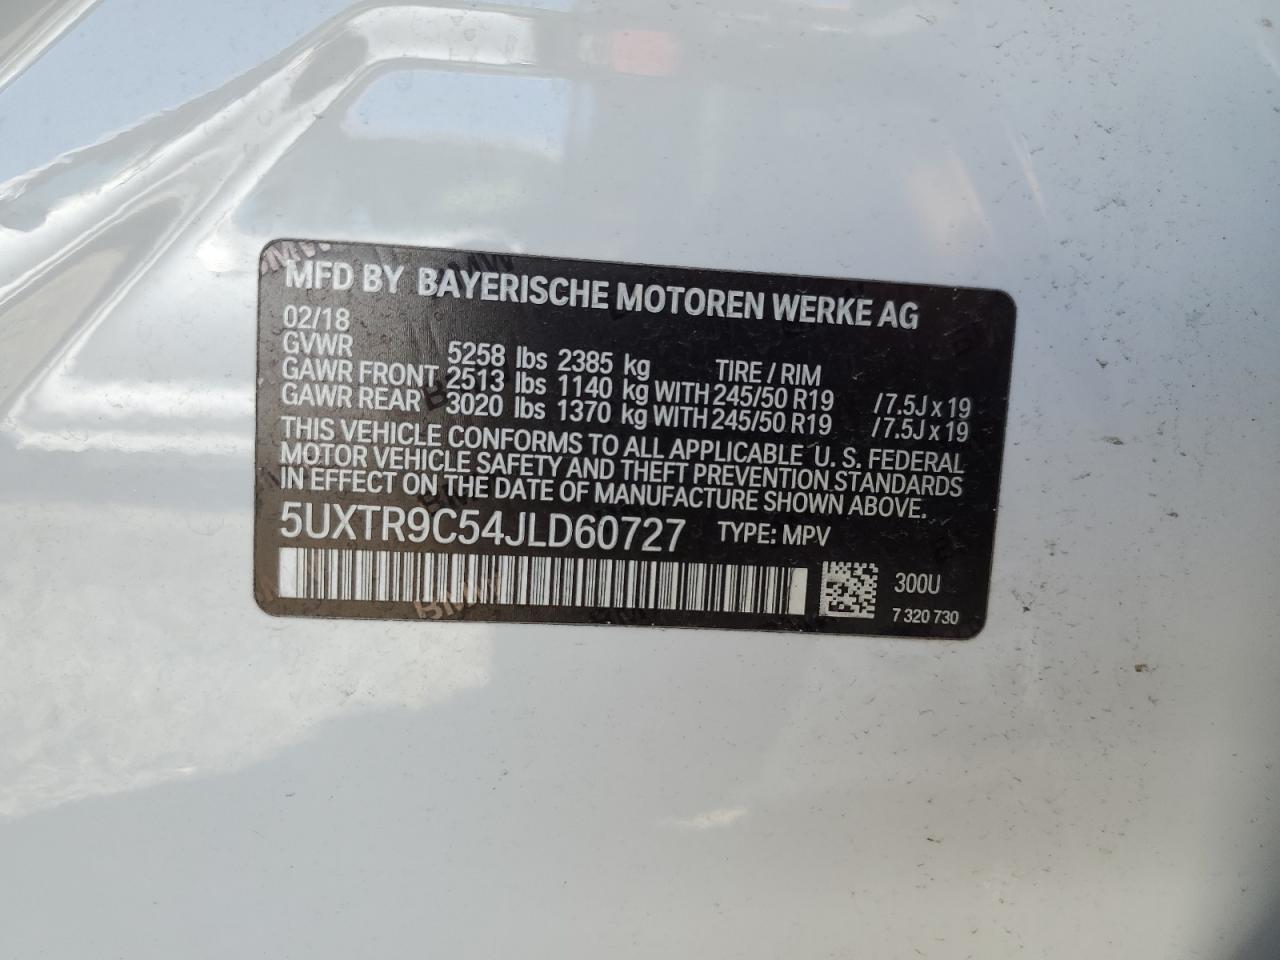 MFD BY BAYERISCHE MOTOREN WERKE AG
02/18
GVWR 5258 lbs 2385 kg TIRE / RIM
GAWR FRONT 2513 lbs 1140 kg WITH 245/50 R19 /7.5J x 19
GAWR REAR 3020 lbs 1370 kg WITH 245/50 R19 /7.5J x 19
THIS VEHICLE CONFORMS TO ALL APPLICABLE U. S. FEDERAL
MOTOR VEHICLE SAFETY AND THEFT PREVENTION STANDARDS
IN EFFECT ON THE DATE OF MANUFACTURE SHOWN ABOVE.
5UXTR9C54JLD60727 TYPE: MPV
300U
7 320 730